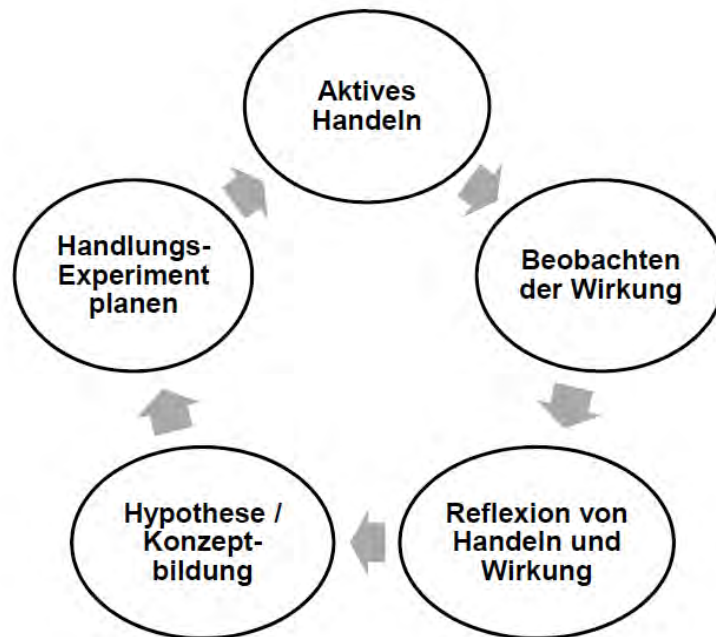 Aktives
Handeln
Beobachten
der Wirkung
Reflexion von
Handeln und
Wirkung
Hypothese /
Konzept-
bildung
Handlungs-
Experiment
planen